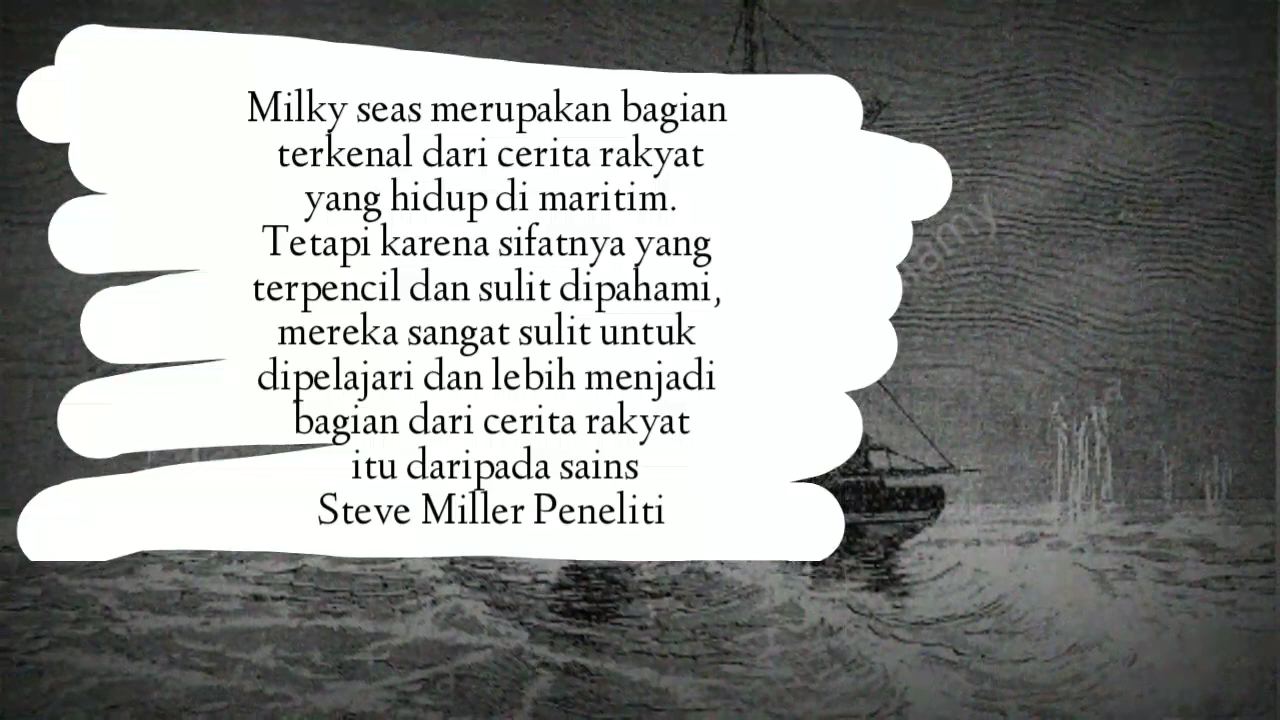 Milky seas merupakan bagian
terkenal dari cerita rakyat
yang hidup di maritim.
Tetapi karena sifatnya yang
terpencil dan sulit dipahami,
mereka sangat sulit untuk
dipelajari dan lebih menjadi
bagian dari cerita rakyat
itu daripada sains
Steve Miller Peneliti